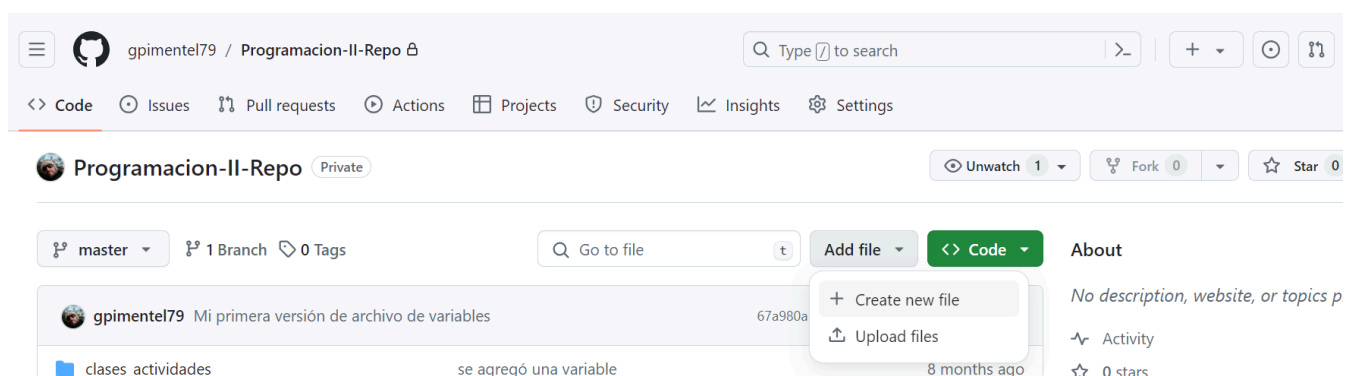 gpimentel79 / Programacion-II-Repo Type / to search
Code Issues Pull requests Actions Projects Security Insights Settings
Programacion-II-Repo Private Unwatch 1 Fork 0 Star 0
master 1 Branch 0 Tags Go to file t Add file Code About
Create new file
No description, website, or topics p
gpimentel79 Mi primera versión de archivo de variables 67a980a
Upload files
Activity
clases_actividades se agregó una variable 8 months ago
0 stars